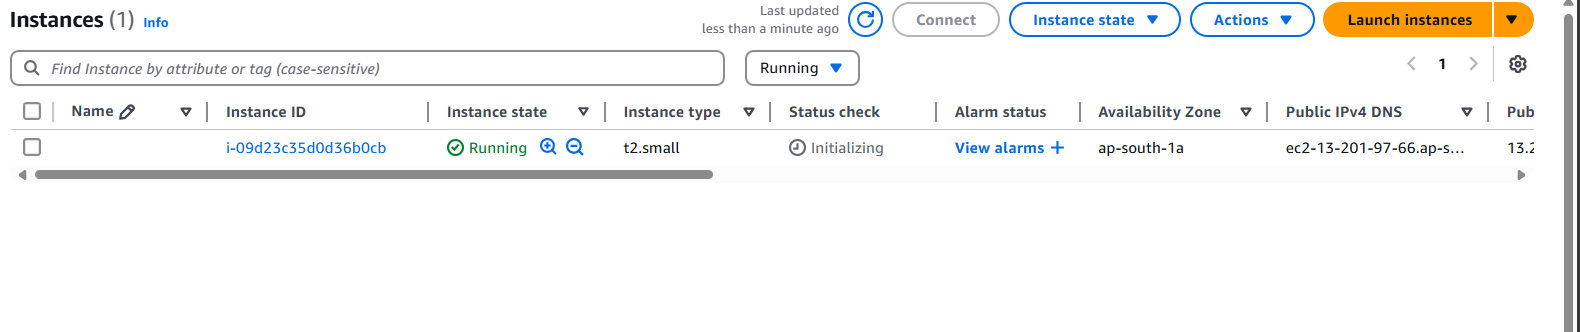 Instances (1) Info
Last updated
less than a minute ago
Connect
Instance state
Actions
Launch instances
Find Instance by attribute or tag (case-sensitive)
Running
1
Name Instance ID Instance state Instance type Status check Alarm status Availability Zone Public IPv4 DNS Pub
i-09d23c35d0d36b0cb Running t2.small Initializing View alarms + ap-south-1a ec2-13-201-97-66.ap-s... 13.2